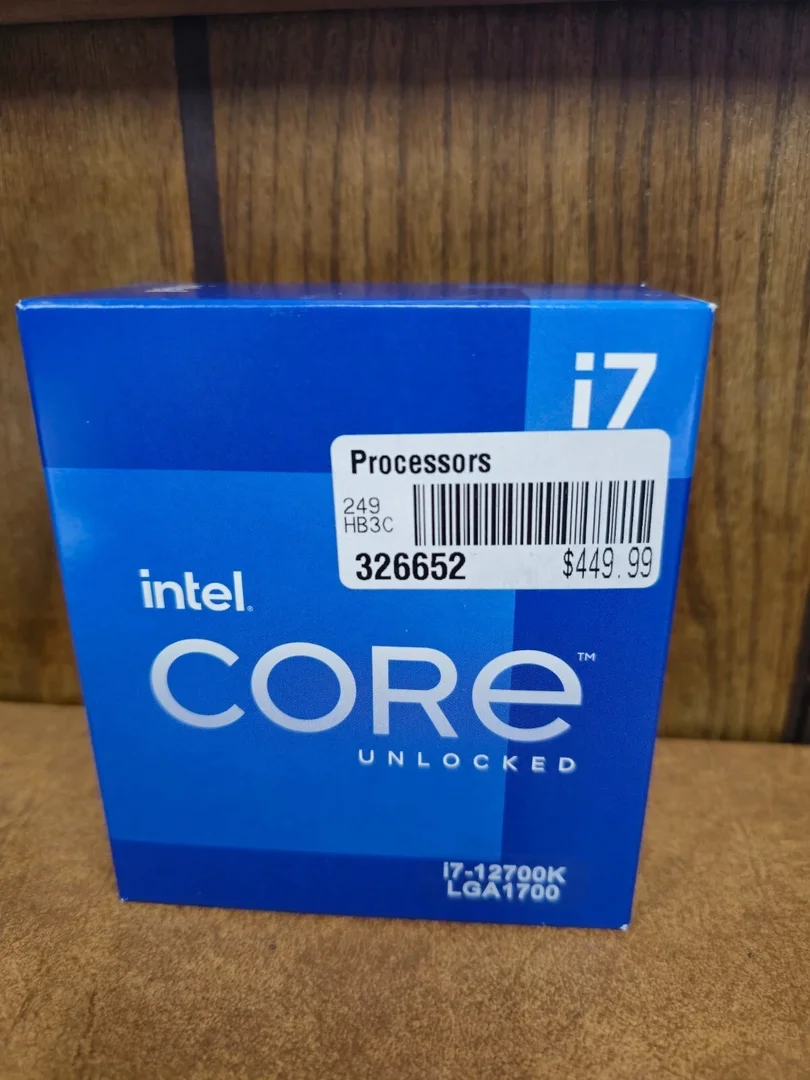 i7
Processors
249
HB3C
326652 $449.99
intel.
CORE™
UNLOCKED
i7-12700K
LGA1700